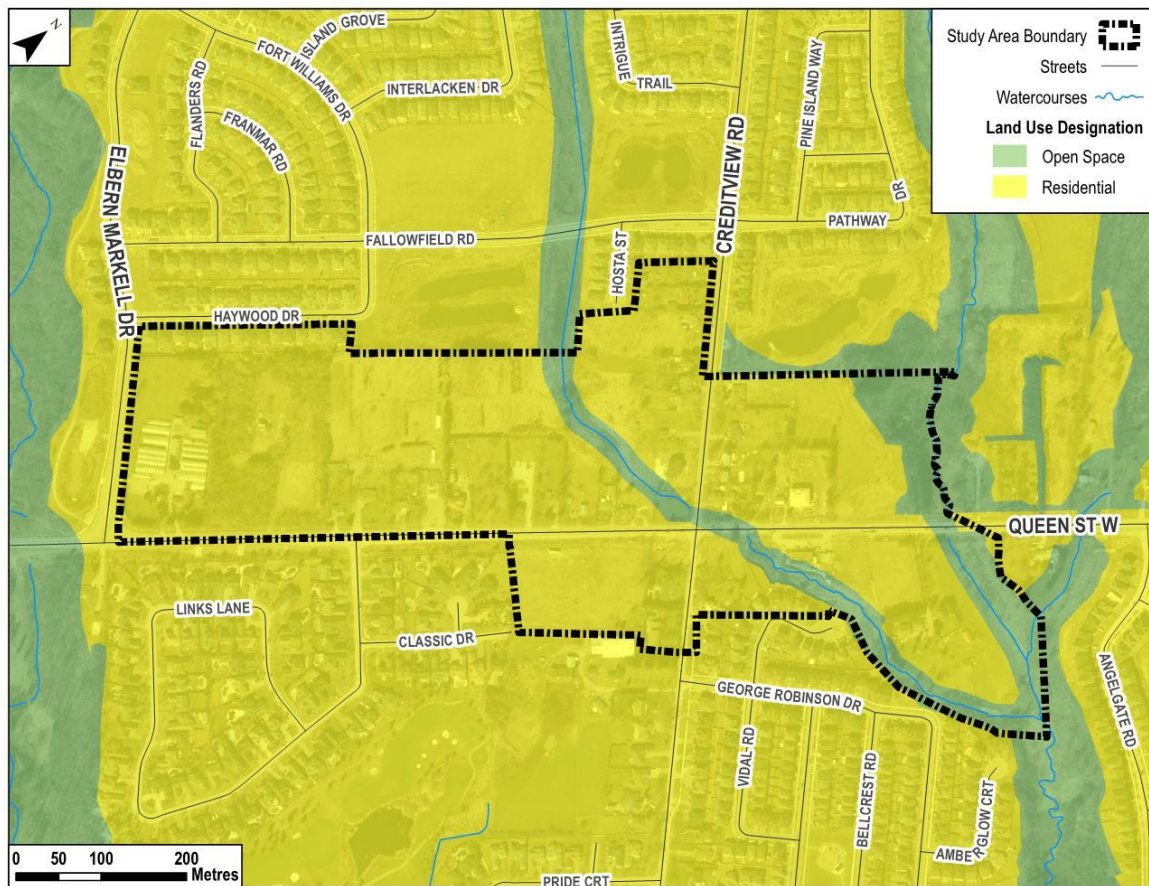 N
Study Area Boundary
Streets
Watercourses
Land Use Designation
Open Space
Residential
ISLAND GROVE
FORT WILLIAMS DR
FLANDERS RD
FRANMAR RD
INTERLACKEN DR
INTRIGUE
TRAIL
PINE ISLAND WAY
CREDITVIEW RD
ELBERN MARKELL DR
FALLOWFIELD RD
HOSTA ST
PATHWAY
DR
HAYWOOD DR
QUEEN ST W
LINKS LANE
CLASSIC DR
GEORGE ROBINSON DR
VIDAL RD
BELLCREST RD
ANGELGATE RD
AMBERGLOW CRT
PRIDE CRT
0 50 100 200
Metres